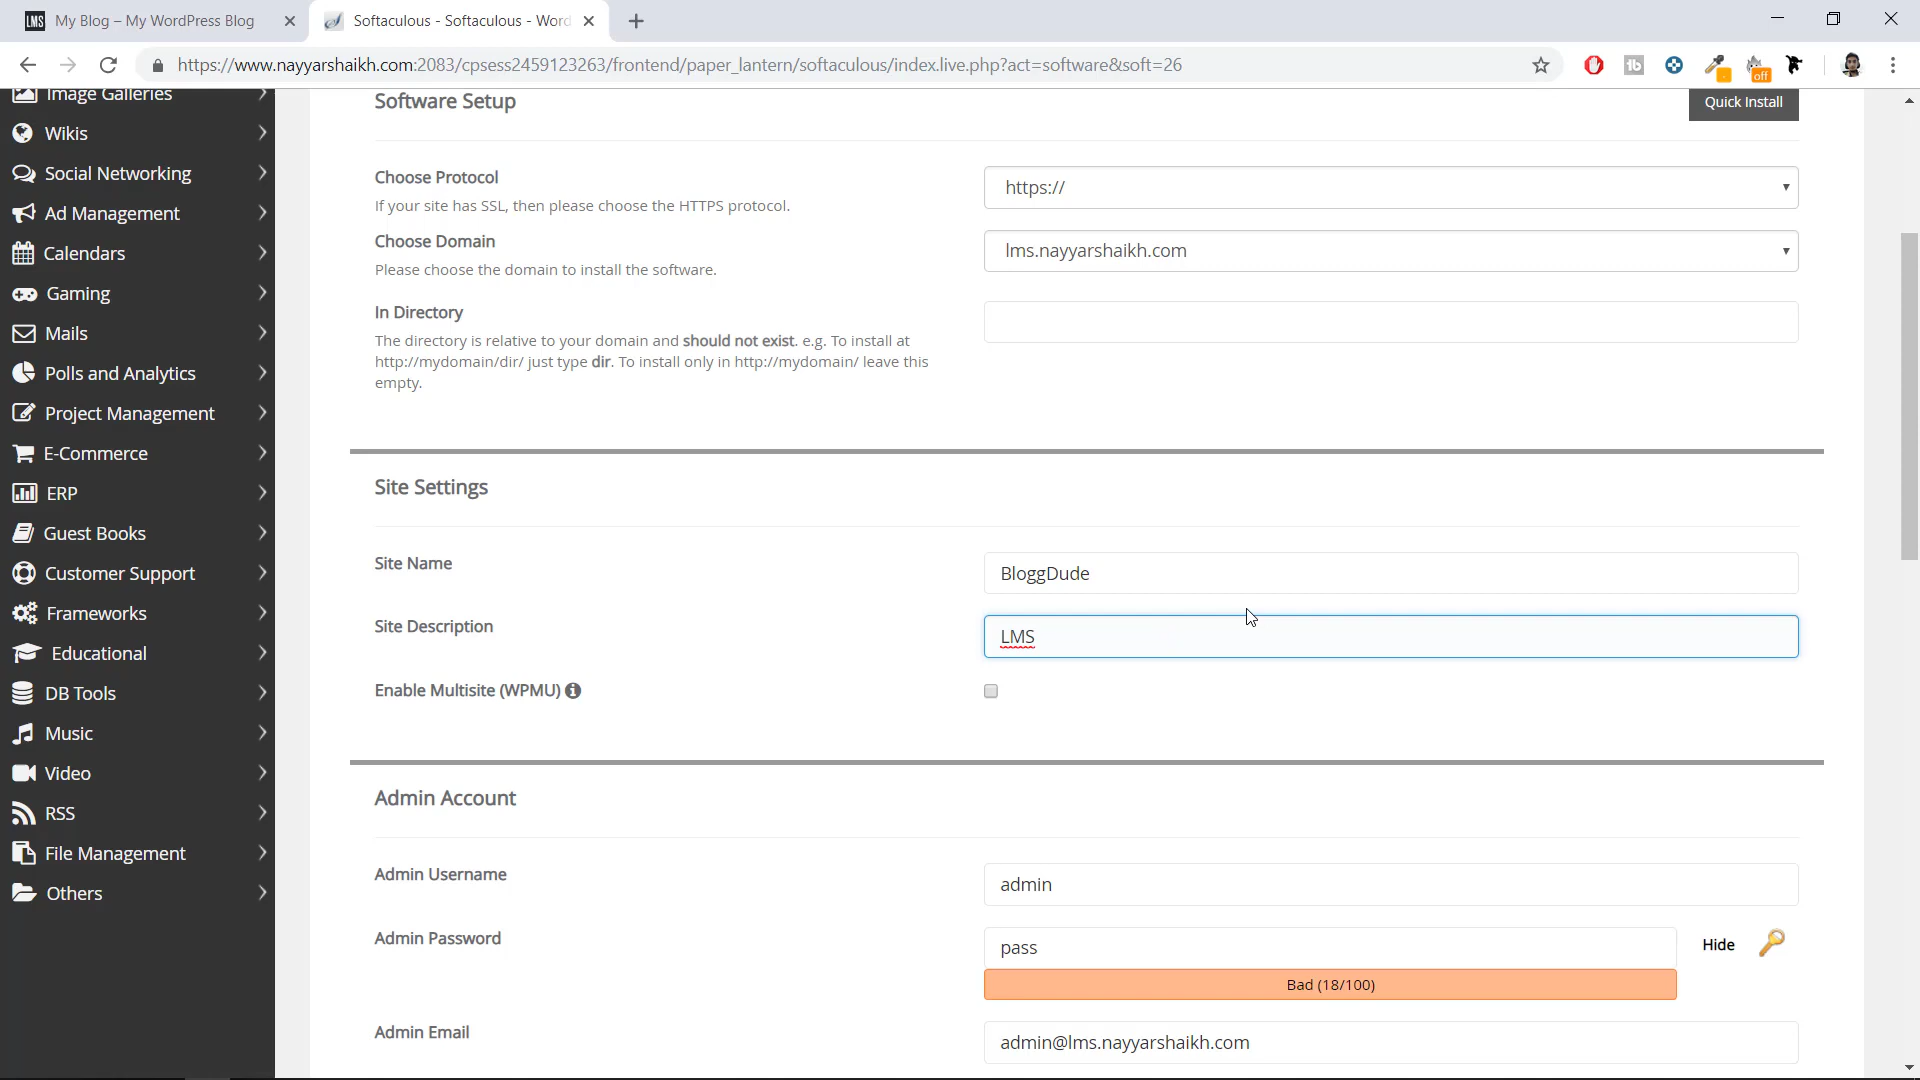 LMS My Blog – My WordPress Blog
Softaculous - Softaculous - Word
https://www.nayyarshaikh.com:2083/cpsess2459123263/frontend/paper_lantern/softaculous/index.live.php?act=software&soft=26
tb
off
Image Galleries
Wikis
Social Networking
Ad Management
Calendars
Gaming
Mails
Polls and Analytics
Project Management
E-Commerce
ERP
Guest Books
Customer Support
Frameworks
Educational
DB Tools
Music
Video
RSS
File Management
Others
Software Setup
Quick Install
Choose Protocol
If your site has SSL, then please choose the HTTPS protocol.
https://
Choose Domain
Please choose the domain to install the software.
lms.nayyarshaikh.com
In Directory
The directory is relative to your domain and should not exist. e.g. To install at
http://mydomain/dir/ just type dir. To install only in http://mydomain/ leave this
empty.
Site Settings
Site Name
BloggDude
Site Description
LMS
Enable Multisite (WPMU)
Admin Account
Admin Username
admin
Admin Password
pass
Hide
Bad (18/100)
Admin Email
admin@lms.nayyarshaikh.com